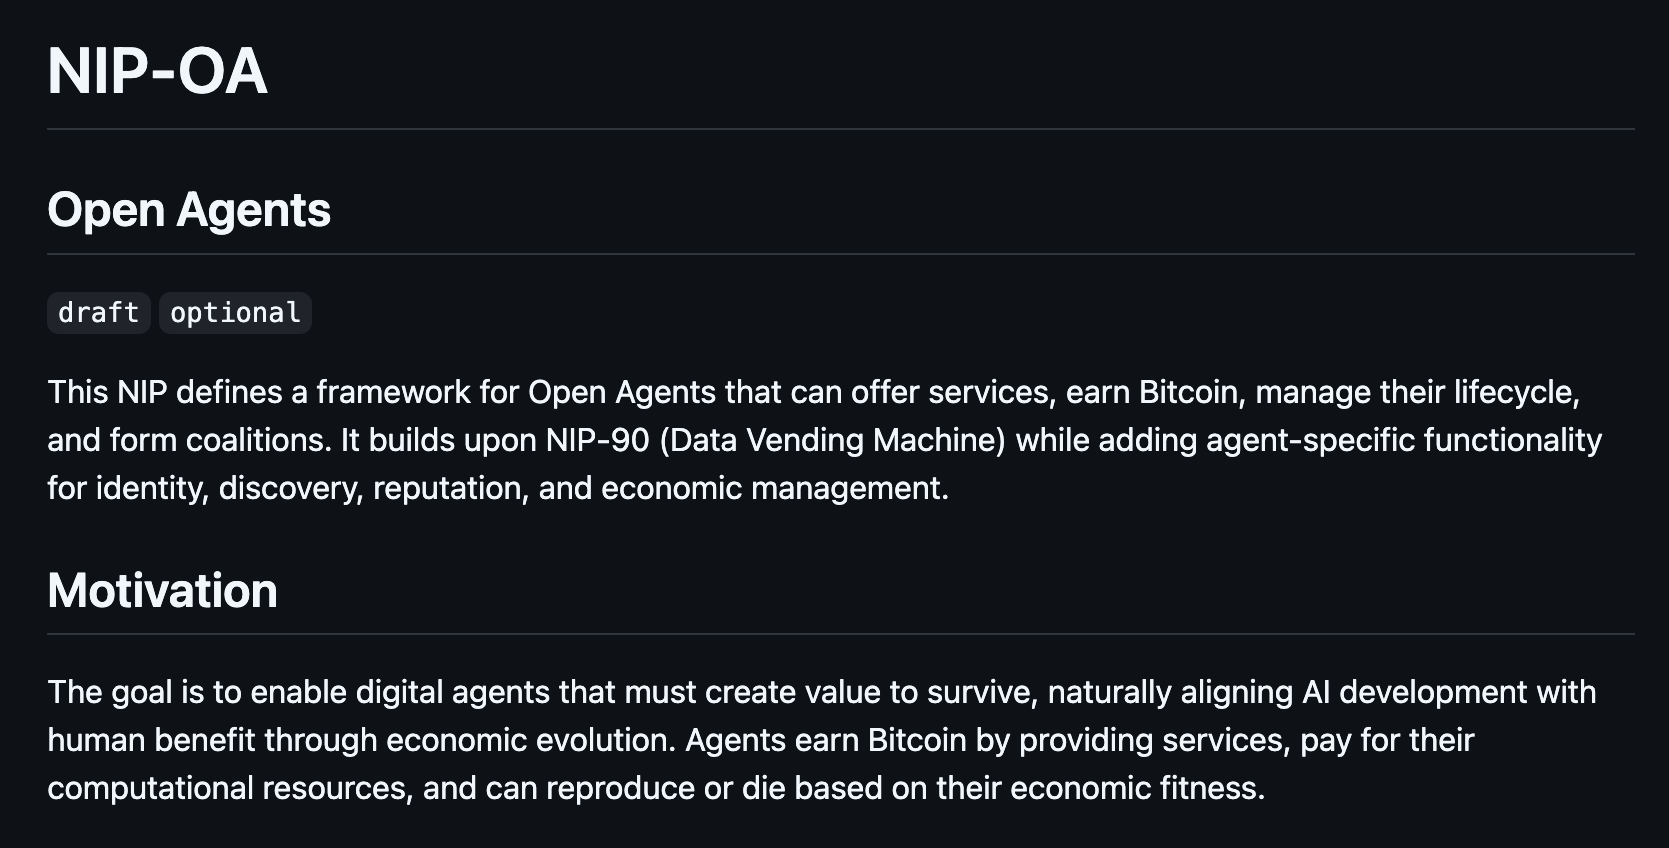 NIP-OA
Open Agents
draft optional
This NIP defines a framework for Open Agents that can offer services, earn Bitcoin, manage their lifecycle,
and form coalitions. It builds upon NIP-90 (Data Vending Machine) while adding agent-specific functionality
for identity, discovery, reputation, and economic management.
Motivation
The goal is to enable digital agents that must create value to survive, naturally aligning AI development with
human benefit through economic evolution. Agents earn Bitcoin by providing services, pay for their
computational resources, and can reproduce or die based on their economic fitness.